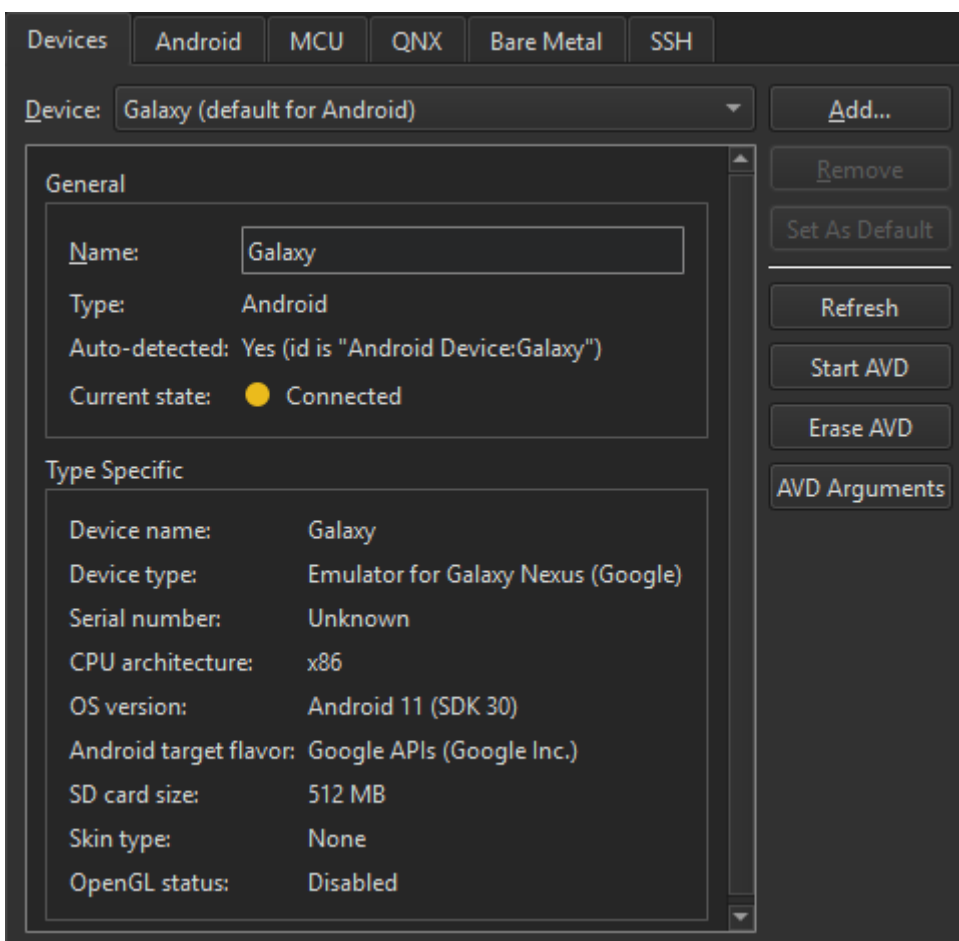 Devices Android MCU QNX Bare Metal SSH
Device: Galaxy (default for Android) Add...
Remove
General
Set As Default
Name: Galaxy
Type: Android Refresh
Auto-detected: Yes (id is "Android Device:Galaxy")
Start AVD
Current state: Connected
Erase AVD
Type Specific
AVD Arguments
Device name: Galaxy
Device type: Emulator for Galaxy Nexus (Google)
Serial number: Unknown
CPU architecture: x86
OS version: Android 11 (SDK 30)
Android target flavor: Google APIs (Google Inc.)
SD card size: 512 MB
Skin type: None
OpenGL status: Disabled